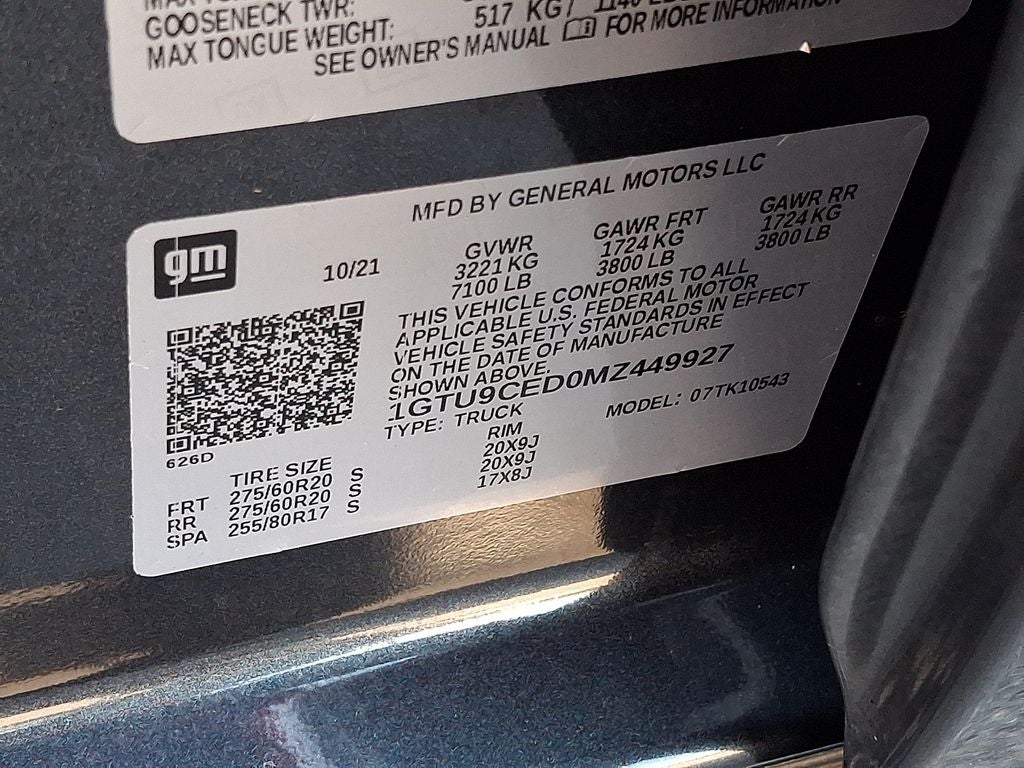 GOOSENECK TWR:
MAX TONGUE WEIGHT: 517 KG/
SEE OWNER'S MANUAL FOR MORE INFORMATION
MFD BY GENERAL MOTORS LLC
gm
10/21
GVWR GAWR FRT GAWR RR
3221 KG 1724 KG 1724 KG
7100 LB 3800 LB 3800 LB
THIS VEHICLE CONFORMS TO ALL
APPLICABLE U.S. FEDERAL MOTOR
VEHICLE SAFETY STANDARDS IN EFFECT
ON THE DATE OF MANUFACTURE
SHOWN ABOVE.
1GTU9CED0MZ449927
TYPE: TRUCK MODEL: 07TK10543
626D
TIRE SIZE RIM
FRT 275/60R20 S 20X9J
RR 275/60R20 S 20X9J
SPA 255/80R17 S 17X8J